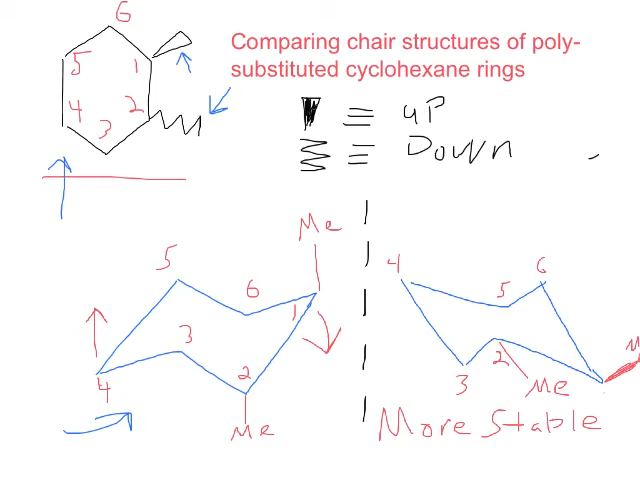 6
Comparing chair structures of poly-
substituted cyclohexane rings
5 1
4 2
3
≡ UP
≡ Down
Me
5
6
3
1
4
2
Me
4
6
5
3
2
Me
M
More Stable